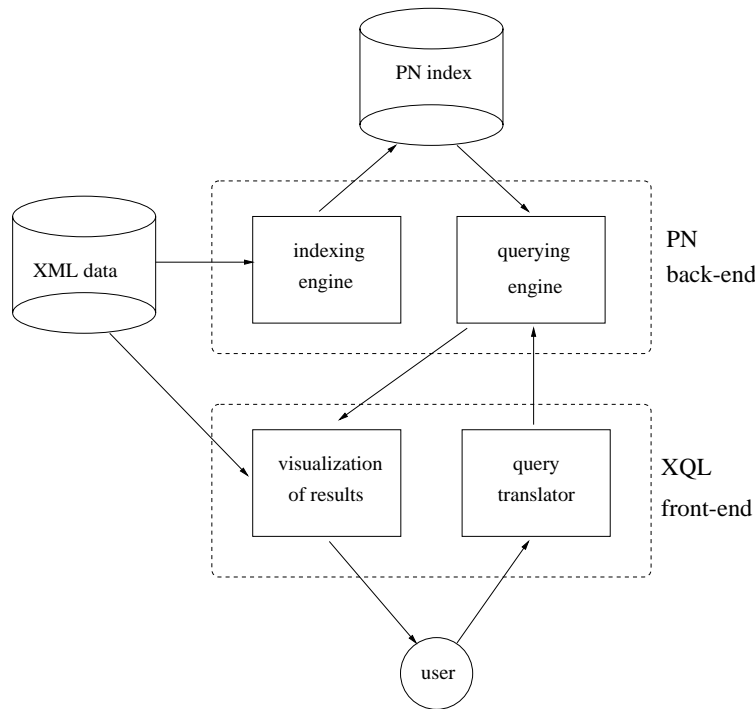 PN index
XML data
indexing
engine
querying
engine
PN
back-end
visualization
of results
query
translator
XQL
front-end
user